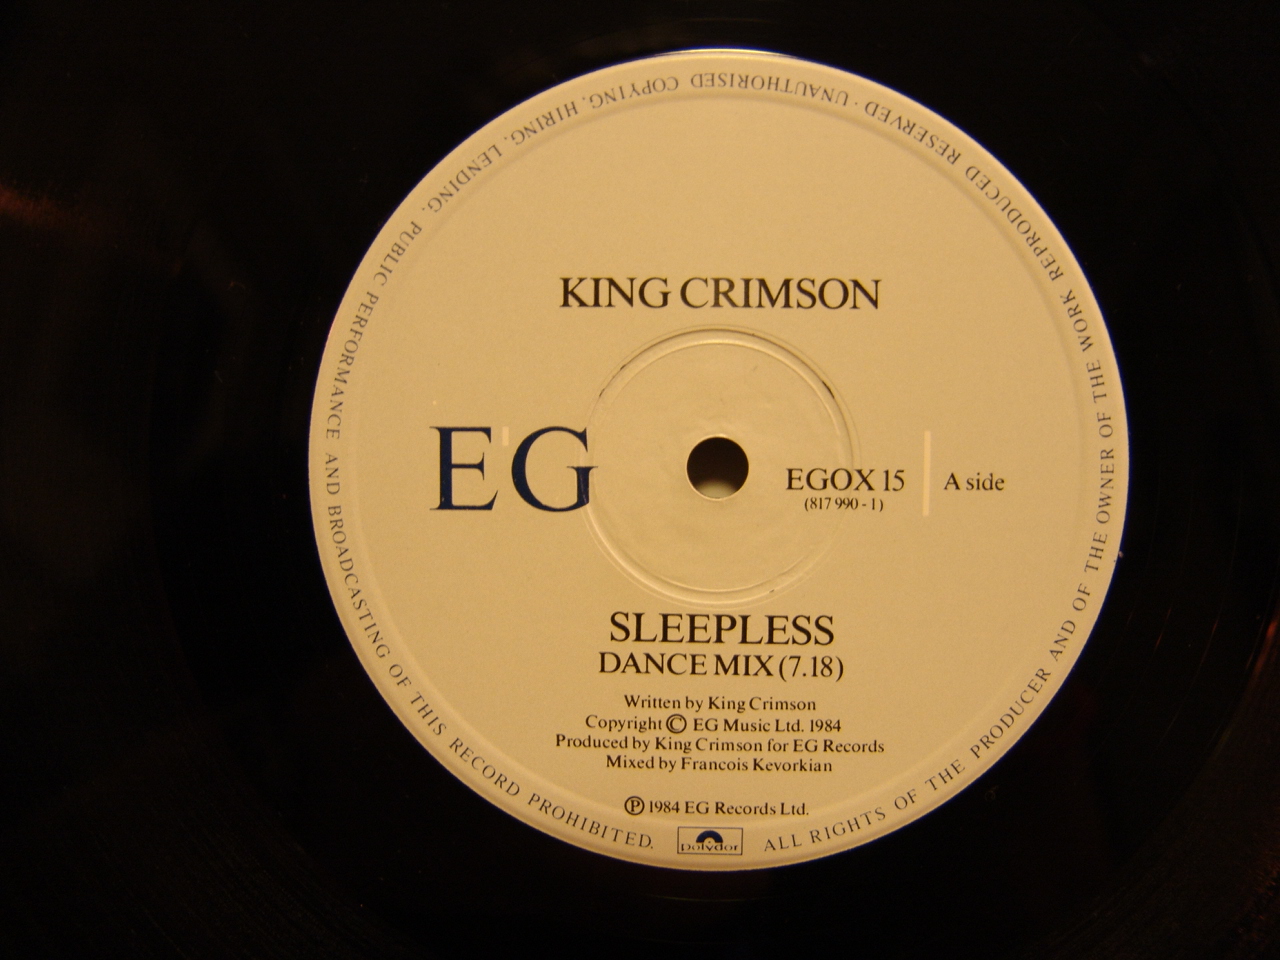 KING CRIMSON
E'G
EGOX 15
(817 990 - 1)
A side
SLEEPLESS
DANCE MIX (7.18)
Written by King Crimson
Copyright © EG Music Ltd. 1984
Produced by King Crimson for EG Records
Mixed by Francois Kevorkian
℗ 1984 EG Records Ltd.
polydor
ALL RIGHTS OF THE PRODUCER AND OF THE OWNER OF THE WORK REPRODUCED RESERVED · UNAUTHORISED COPYING, HIRING, LENDING, PUBLIC PERFORMANCE AND BROADCASTING OF THIS RECORD PROHIBITED.